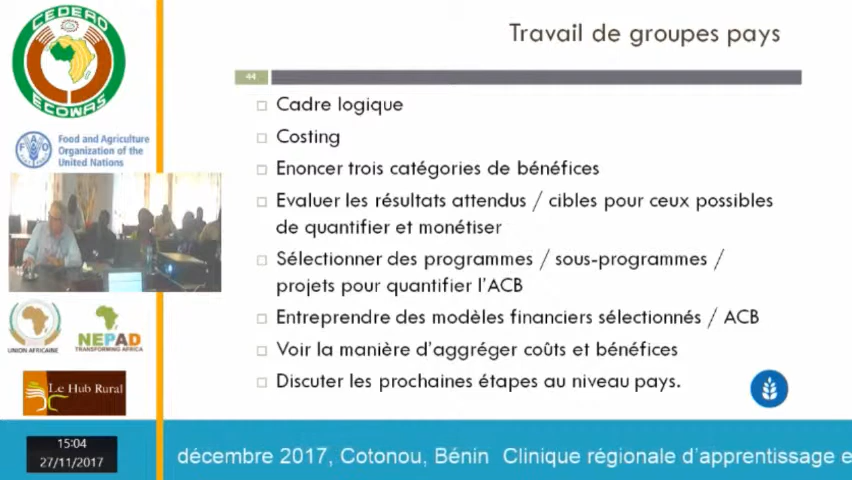 CEDEAO
ECOWAS
Travail de groupes pays
44
Cadre logique
Costing
Enoncer trois catégories de bénéfices
Evaluer les résultats attendus / cibles pour ceux possibles
de quantifier et monétiser
Sélectionner des programmes / sous-programmes /
projets pour quantifier l'ACB
Entreprendre des modèles financiers sélectionnés / ACB
Voir la manière d'aggréger coûts et bénéfices
Discuter les prochaines étapes au niveau pays.
FAO
Food and Agriculture
Organization of the
United Nations
UNION AFRICAINE
NEPAD
TRANSFORMING AFRICA
Le Hub Rural
15:04
27/11/2017
décembre 2017, Cotonou, Bénin Clinique régionale d'apprentissage e